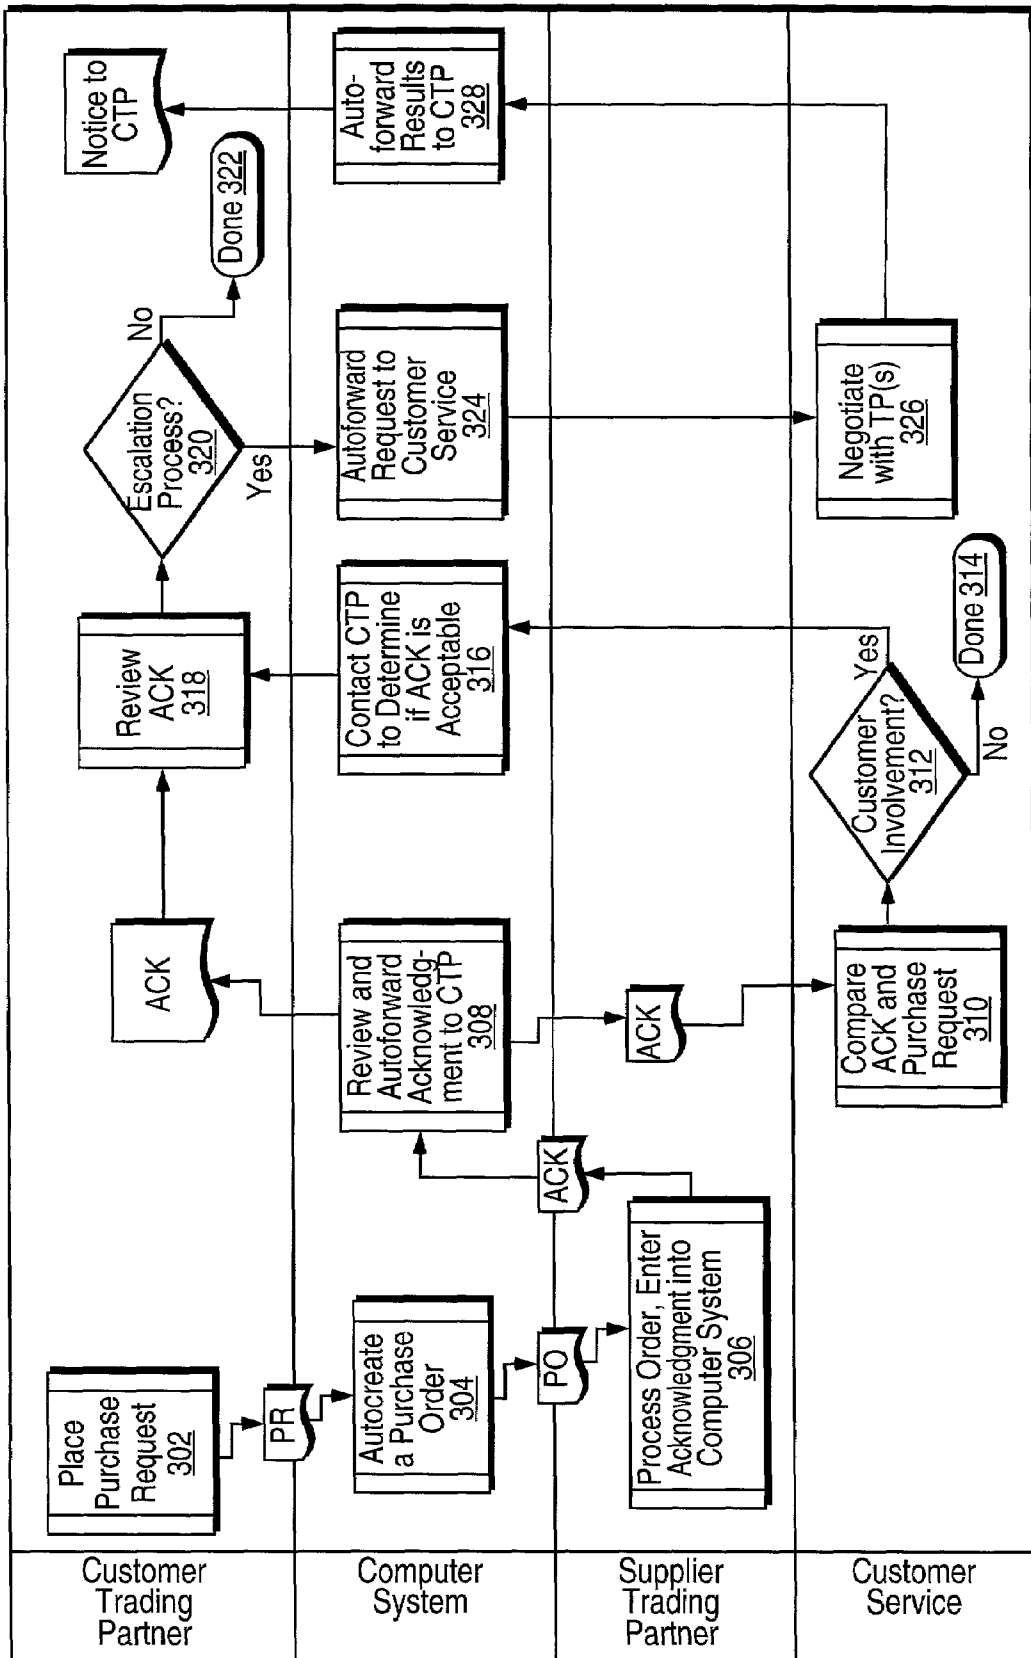 Customer
Trading
Partner
Place
Purchase
Request
302
PR
ACK
Review
ACK
318
Escalation
Process?
320
No
Yes
Done 322
Notice to
CTP
Computer
System
Autocreate
a Purchase
Order
304
PO
ACK
Review and
Autoforward
Acknowledg-
ment to CTP
308
Contact CTP
to Determine
if ACK is
Acceptable
316
Autoforward
Request to
Customer
Service
324
Auto-
forward
Results
to CTP
328
Supplier
Trading
Partner
Process Order, Enter
Acknowledgment into
Computer System
306
ACK
Customer
Service
Compare
ACK and
Purchase
Request
310
Customer
Involvement?
312
Yes
No
Done 314
Negotiate
with TP(s)
326